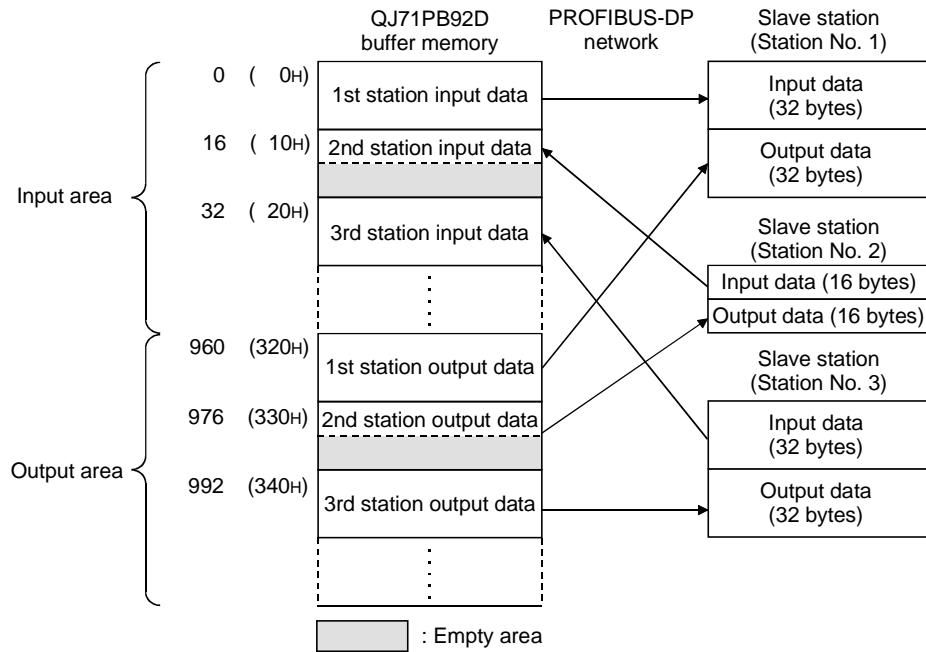 QJ71PB92D
buffer memory
PROFIBUS-DP
network
Slave station
(Station No. 1)
0 ( 0H)
1st station input data
Input data
(32 bytes)
16 ( 10H)
2nd station input data
Output data
(32 bytes)
Input area
32 ( 20H)
3rd station input data
Slave station
(Station No. 2)
Input data (16 bytes)
Output data (16 bytes)
960 (320H)
1st station output data
Slave station
(Station No. 3)
976 (330H)
2nd station output data
Input data
(32 bytes)
Output area
992 (340H)
3rd station output data
Output data
(32 bytes)
: Empty area